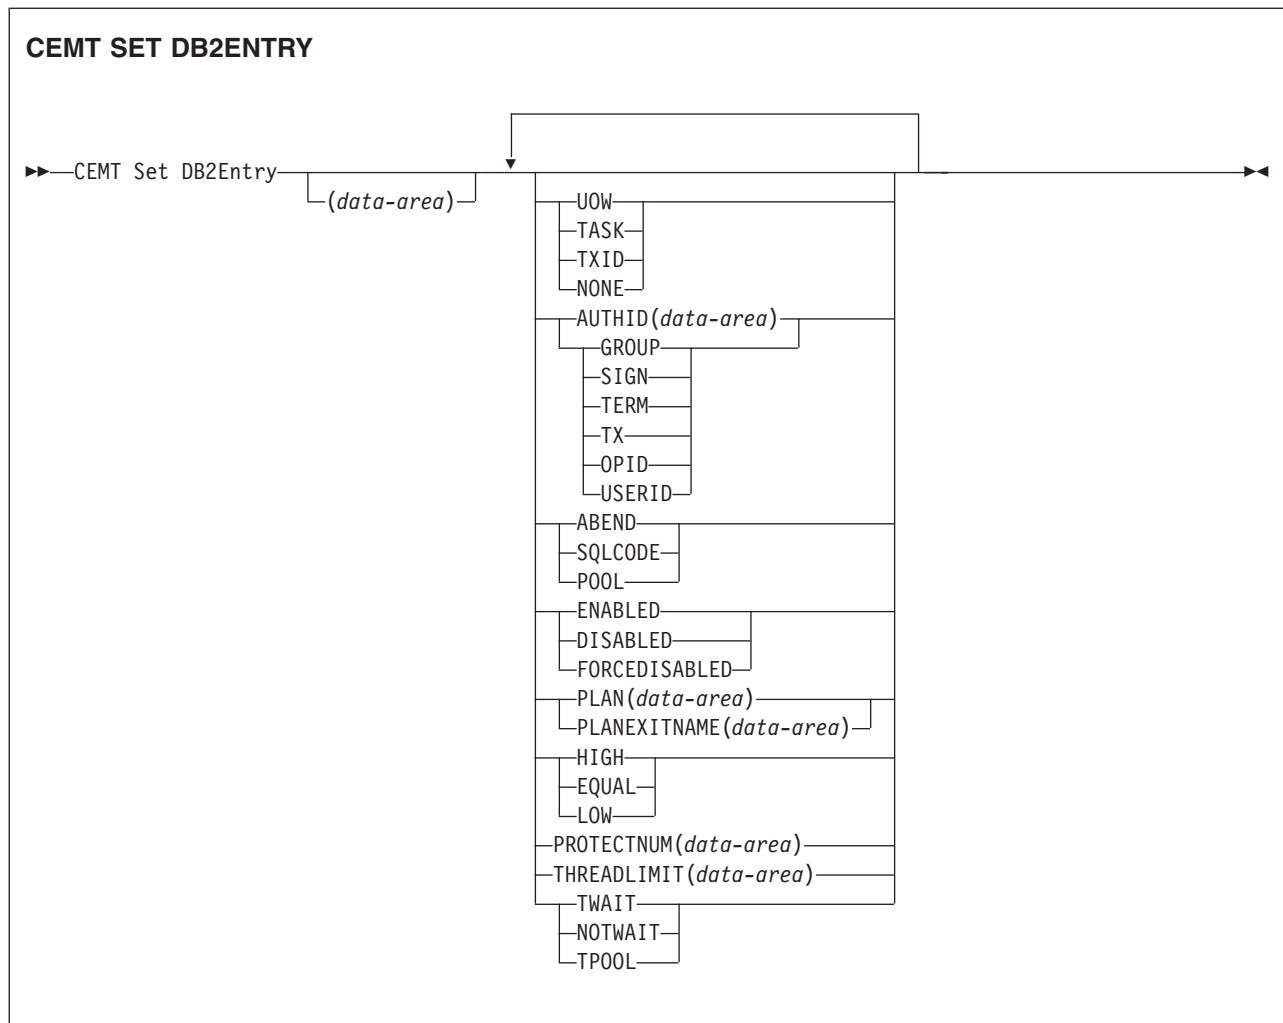 CEMT SET DB2ENTRY
CEMT Set DB2Entry
(data-area)
UOW
TASK
TXID
NONE
AUTHID(data-area)
GROUP
SIGN
TERM
TX
OPID
USERID
ABEND
SQLCODE
POOL
ENABLED
DISABLED
FORCEDISABLED
PLAN(data-area)
PLANEXITNAME(data-area)
HIGH
EQUAL
LOW
PROTECTNUM(data-area)
THREADLIMIT(data-area)
TWAIT
NOTWAIT
TPOOL